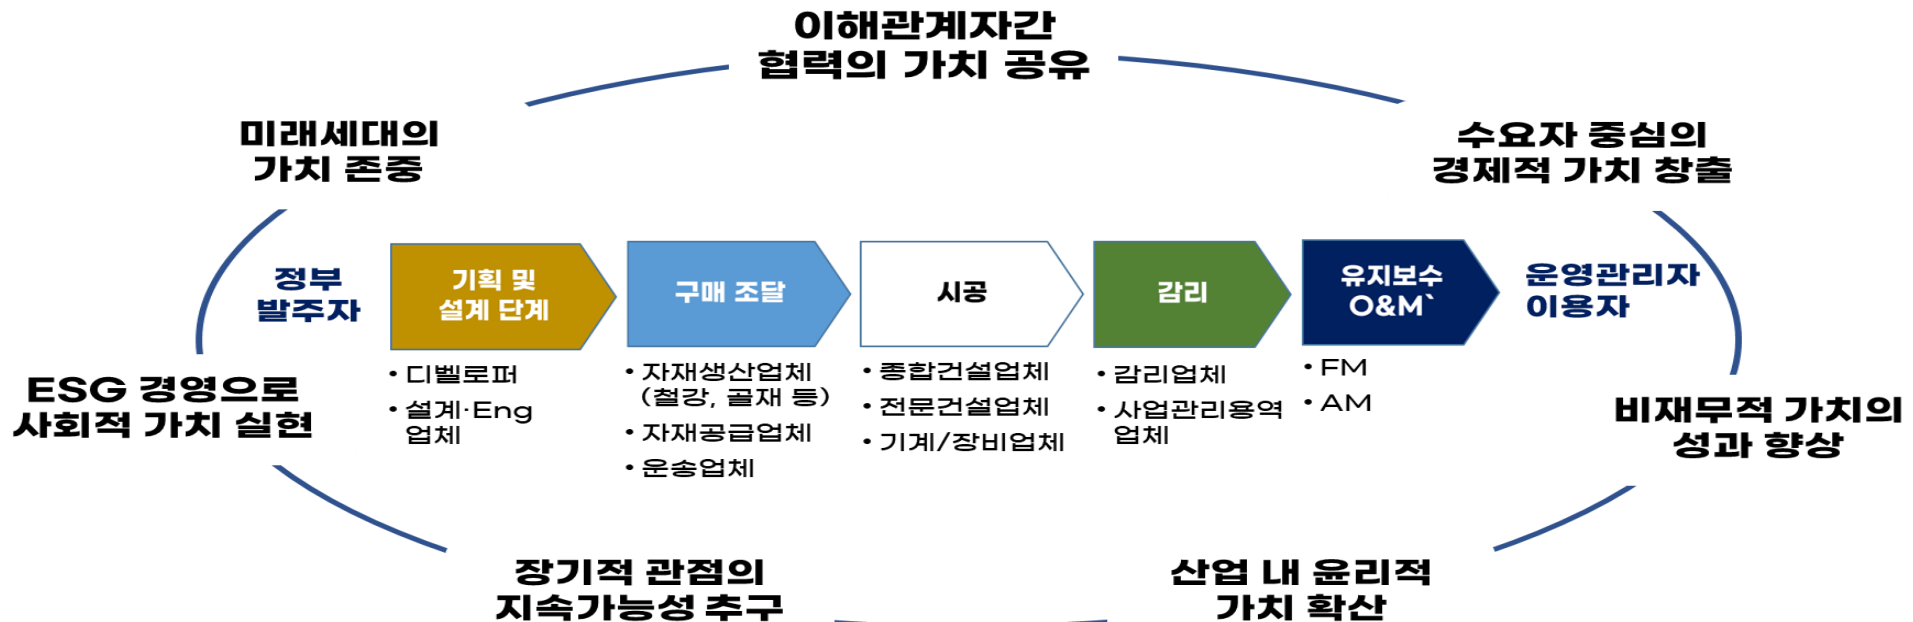 이해관계자간
협력의 가치 공유
미래세대의
가치 존중
수요자 중심의
경제적 가치 창출
정부
발주자
기획 및
설계 단계
구매 조달
시공
감리
유지보수
O&M`
운영관리자
이용자
• 디벨로퍼
• 설계·Eng
업체
• 자재생산업체
(철강, 골재 등)
• 자재공급업체
• 운송업체
• 종합건설업체
• 전문건설업체
• 기계/장비업체
• 감리업체
• 사업관리용역
업체
• FM
• AM
ESG 경영으로
사회적 가치 실현
비재무적 가치의
성과 향상
장기적 관점의
지속가능성 추구
산업 내 윤리적
가치 확산